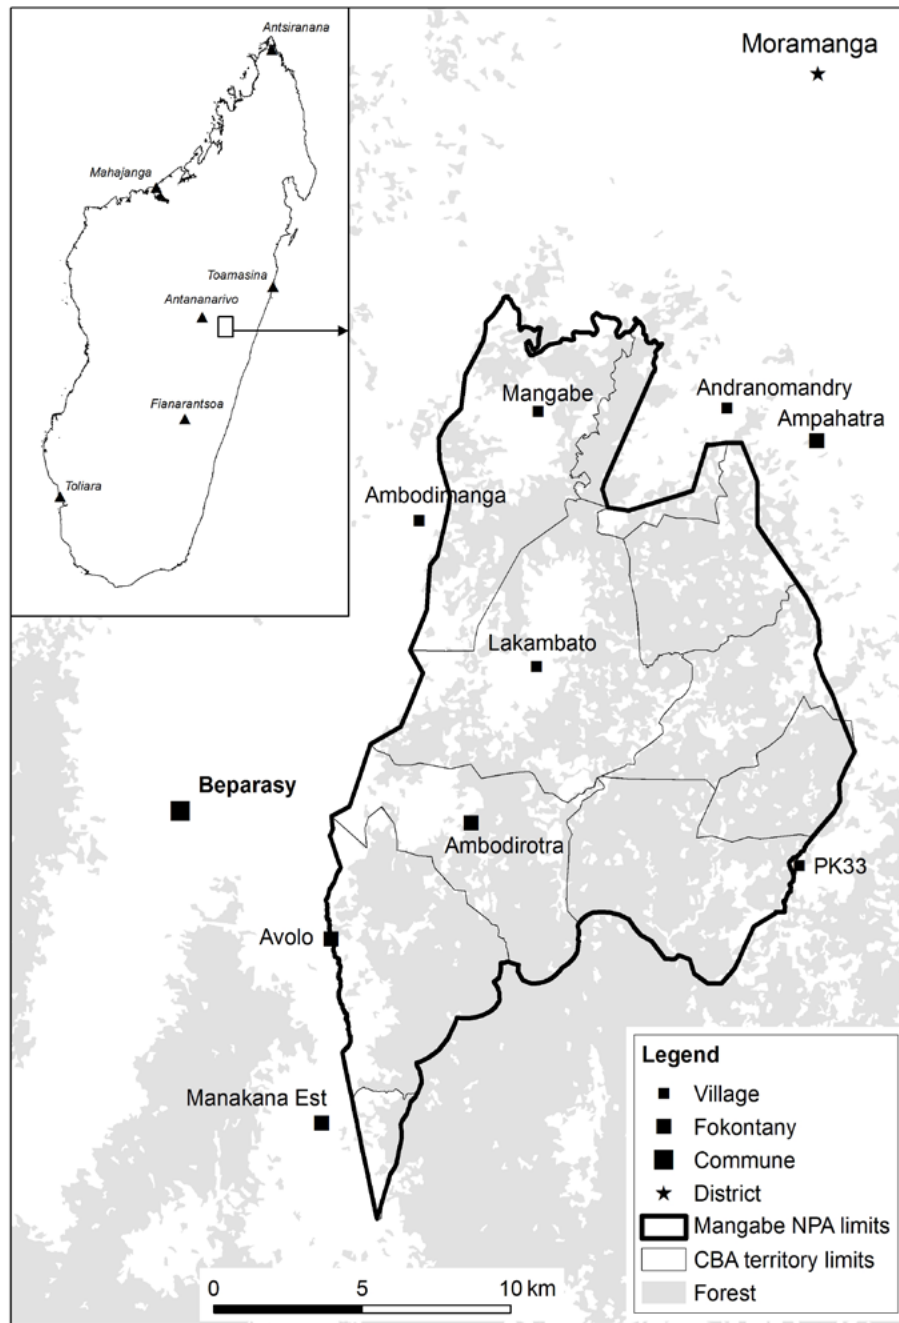 Antsiranana
Moramanga
Mahajanga
Toamasina
Antananarivo
Mangabe
Andranomandry
Fianarantsoa
Ampahatra
Toliara
Ambodimanga
Lakambato
Beparasy
Ambodirotra
PK33
Avolo
Manakana Est
Legend
Village
Fokontany
Commune
District
Mangabe NPA limits
CBA territory limits
Forest
0 5 10 km